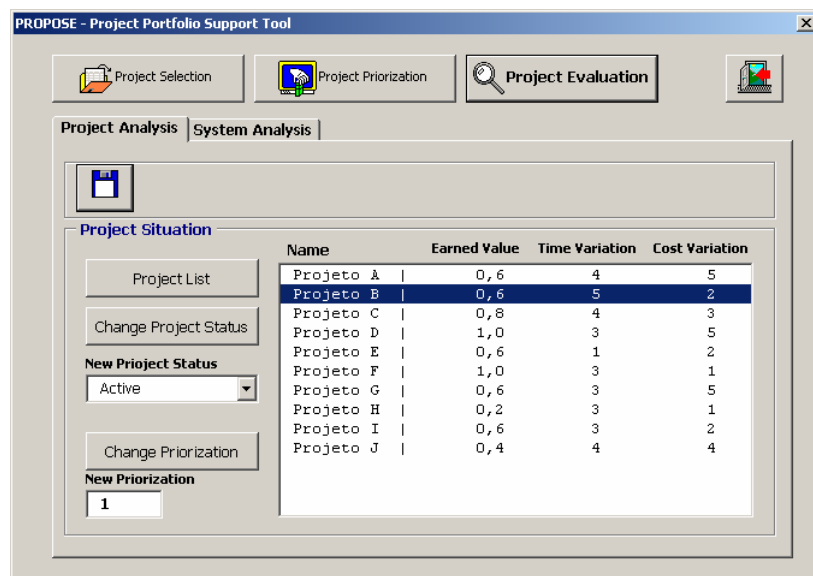 PROPOSE - Project Portfolio Support Tool
Project Selection
Project Priorization
Project Evaluation
Project Analysis
System Analysis
Project Situation
Name Earned Value Time Variation Cost Variation
Project List
Change Project Status
New Prioject Status
Active
Change Priorization
New Priorization
1
Projeto A | 0,6 4 5
Projeto B | 0,6 5 2
Projeto C | 0,8 4 3
Projeto D | 1,0 3 5
Projeto E | 0,6 1 2
Projeto F | 1,0 3 1
Projeto G | 0,6 3 5
Projeto H | 0,2 3 1
Projeto I | 0,6 3 2
Projeto J | 0,4 4 4